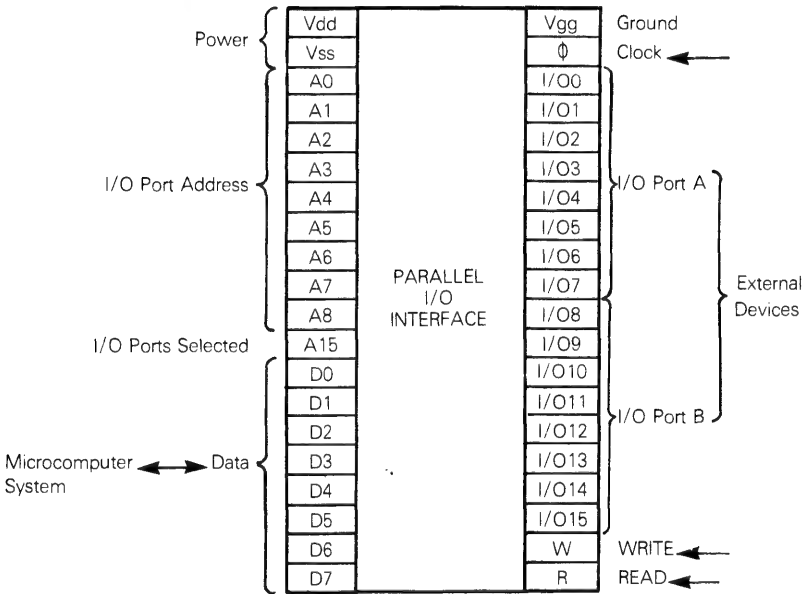 Vdd Vgg Ground
Power
Vss ϕ Clock
A0 I/O0
A1 I/O1
A2 I/O2
A3 I/O3
I/O Port Address I/O Port A
A4 I/O4
A5 I/O5
A6 I/O6
A7 I/O7
PARALLEL
I/O
INTERFACE
External
Devices
A8 I/O8
I/O Ports Selected A15 I/O9
D0 I/O10
D1 I/O11
D2 I/O12 I/O Port B
Microcomputer
System
Data D3 I/O13
D4 I/O14
D5 I/O15
D6 W WRITE
D7 R READ